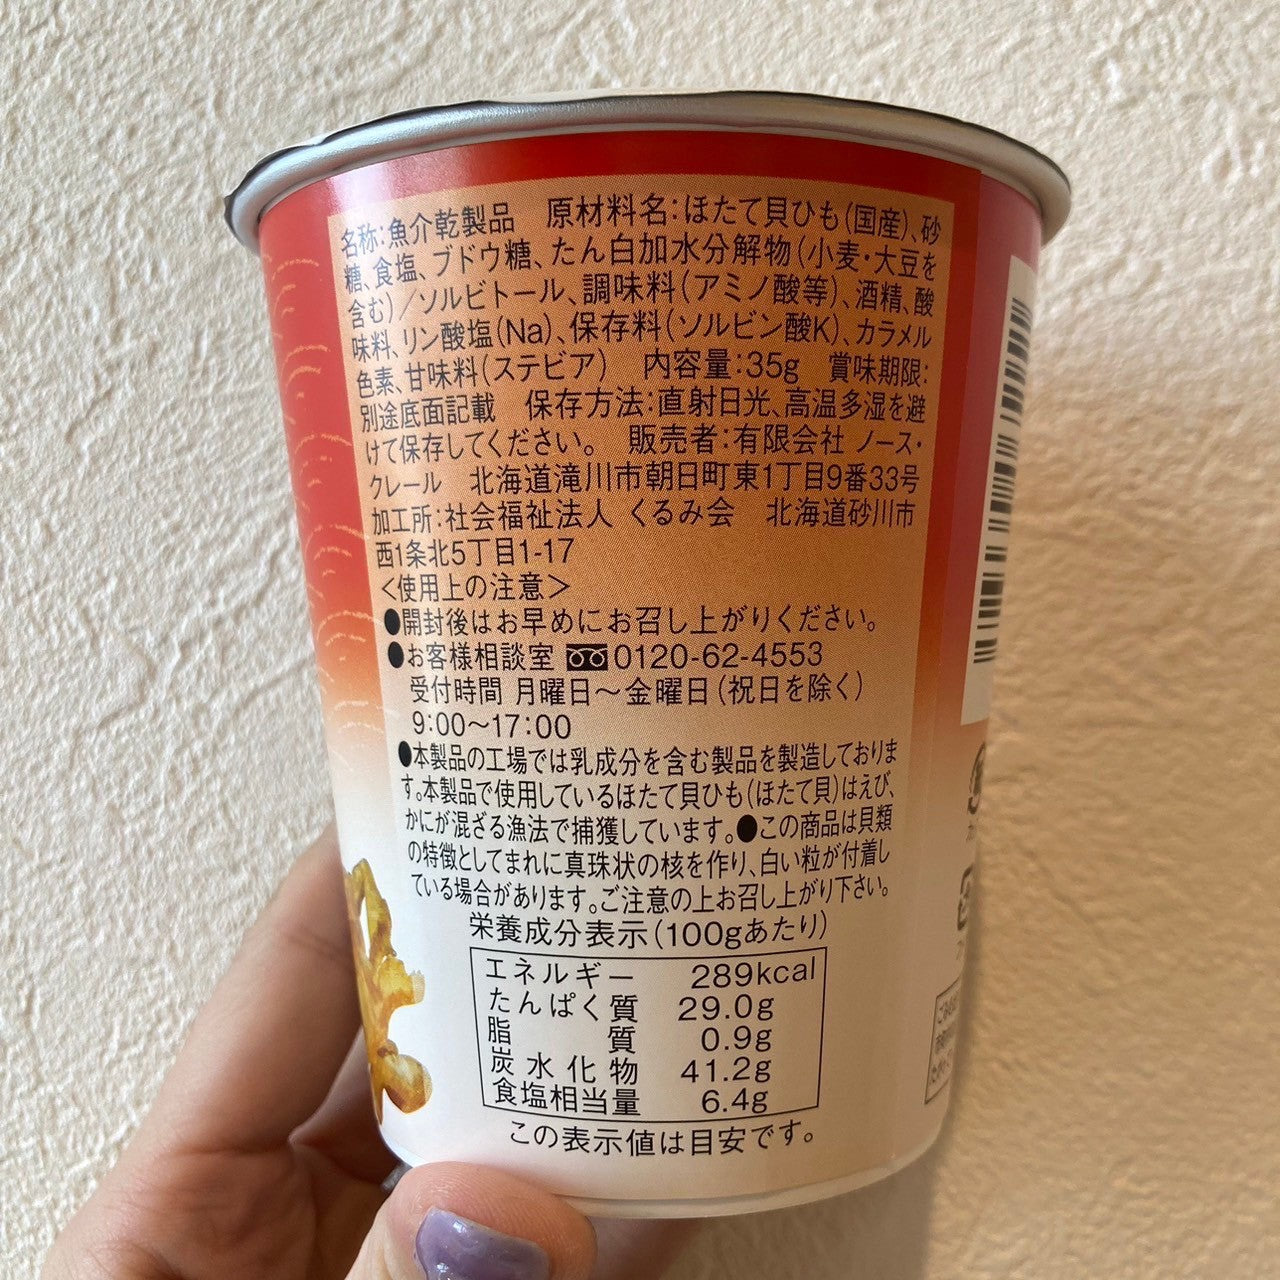 名称:魚介乾製品　原材料名:ほたて貝ひも(国産)、砂
糖、食塩、ブドウ糖、たん白加水分解物(小麦・大豆を
含む)/ソルビトール、調味料(アミノ酸等)、酒精、酸
味料、リン酸塩(Na)、保存料(ソルビン酸K)、カラメル
色素、甘味料(ステビア)　内容量:35g　賞味期限:
別途底面記載　保存方法:直射日光、高温多湿を避
けて保存してください。　販売者:有限会社 ノース・
クレール　北海道滝川市朝日町東1丁目9番33号
加工所:社会福祉法人 くるみ会　北海道砂川市
西1条北5丁目1-17
<使用上の注意>
●開封後はお早めにお召し上がりください。
●お客様相談室 0120-62-4553
受付時間 月曜日～金曜日(祝日を除く)
9:00～17:00
●本製品の工場では乳成分を含む製品を製造しておりま
す。本製品で使用しているほたて貝ひも(ほたて貝)はえび、
かにが混ざる漁法で捕獲しています。●この商品は貝類
の特徴としてまれに真珠状の核を作り、白い粒が付着し
ている場合があります。ご注意の上お召し上がり下さい。
栄養成分表示(100gあたり)
エネルギー 289kcal
たんぱく質 29.0g
脂質 0.9g
炭水化物 41.2g
食塩相当量 6.4g
この表示値は目安です。